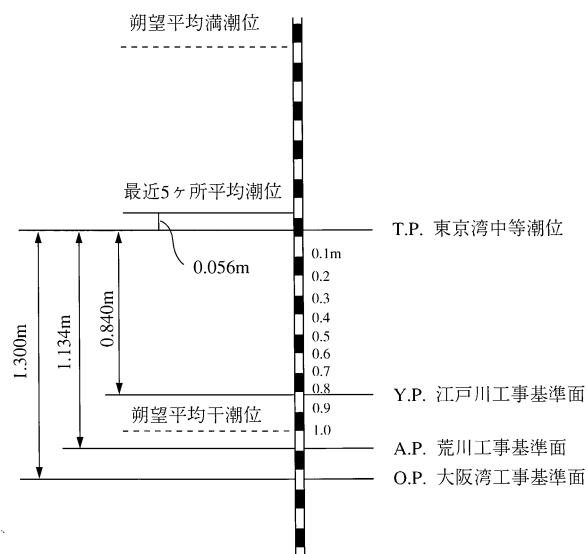 朔望平均満潮位
最近5ヶ所平均潮位
T.P. 東京湾中等潮位
0.056m
0.1m
0.2
0.3
0.4
0.5
0.6
0.7
0.8
0.9
1.0
1.300m
1.134m
0.840m
Y.P. 江戸川工事基準面
朔望平均干潮位
A.P. 荒川工事基準面
O.P. 大阪湾工事基準面